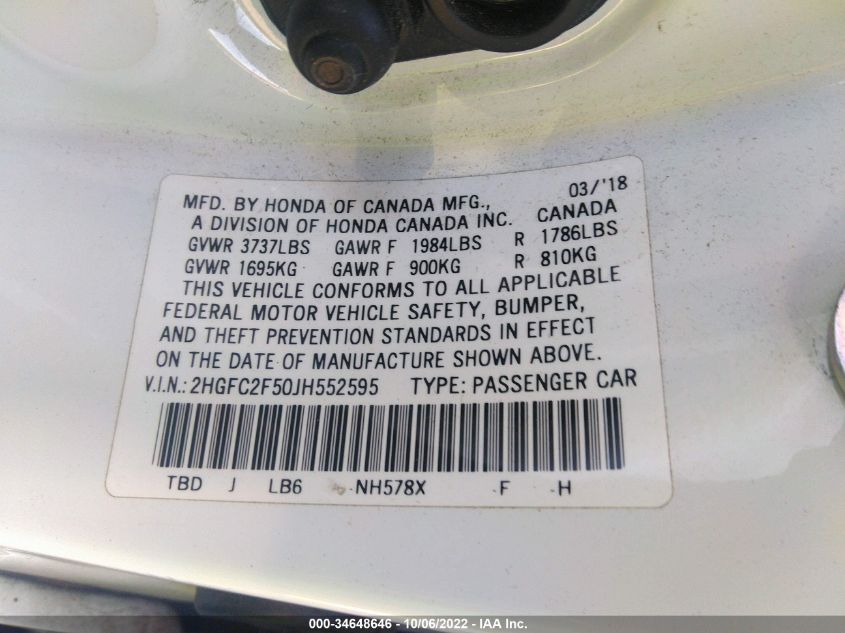 MFD. BY HONDA OF CANADA MFG., 03/'18
A DIVISION OF HONDA CANADA INC. CANADA
GVWR 3737LBS GAWR F 1984LBS R 1786LBS
GVWR 1695KG GAWR F 900KG R 810KG
THIS VEHICLE CONFORMS TO ALL APPLICABLE
FEDERAL MOTOR VEHICLE SAFETY, BUMPER,
AND THEFT PREVENTION STANDARDS IN EFFECT
ON THE DATE OF MANUFACTURE SHOWN ABOVE.
V.I.N.: 2HGFC2F50JH552595 TYPE: PASSENGER CAR
TBD J LB6 NH578X F H
000-34648646 - 10/06/2022 - IAA Inc.